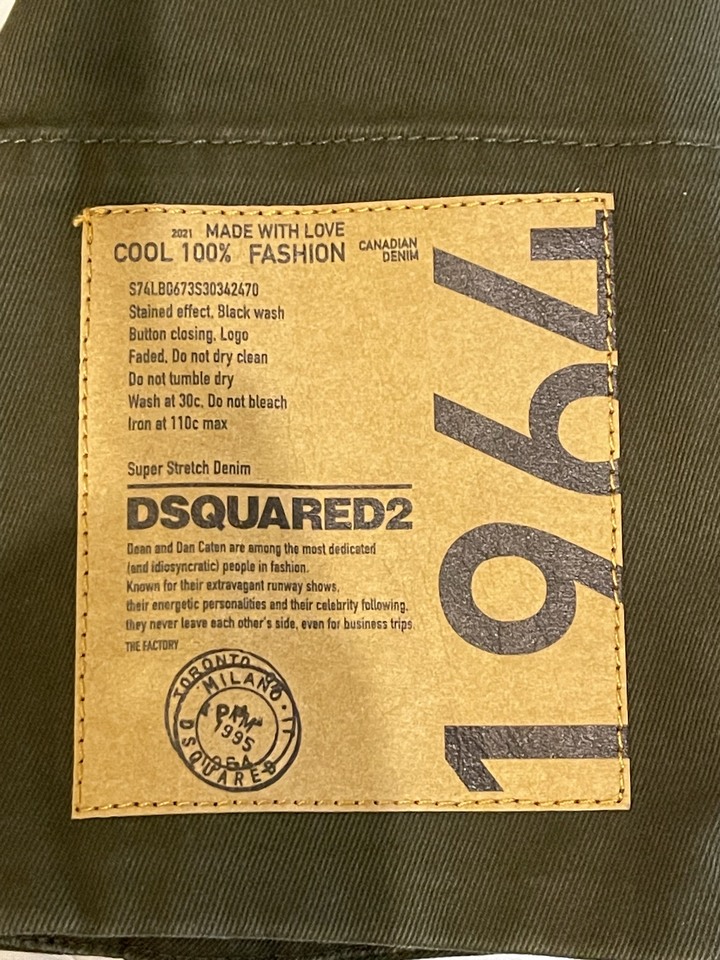 2021 MADE WITH LOVE
COOL 100% FASHION CANADIAN DENIM
S74LB0673S30342470
Stained effect, Black wash
Button closing, Logo
Faded, Do not dry clean
Do not tumble dry
Wash at 30c, Do not bleach
Iron at 110c max
Super Stretch Denim
DSQUARED2
Dean and Dan Caten are among the most dedicated
(and idiosyncratic) people in fashion.
Known for their extravagant runway shows,
their energetic personalities and their celebrity following,
they never leave each other's side, even for business trips.
THE FACTORY
TORONTO
MILANO · IT
PM
1995
DSQUARED
1964